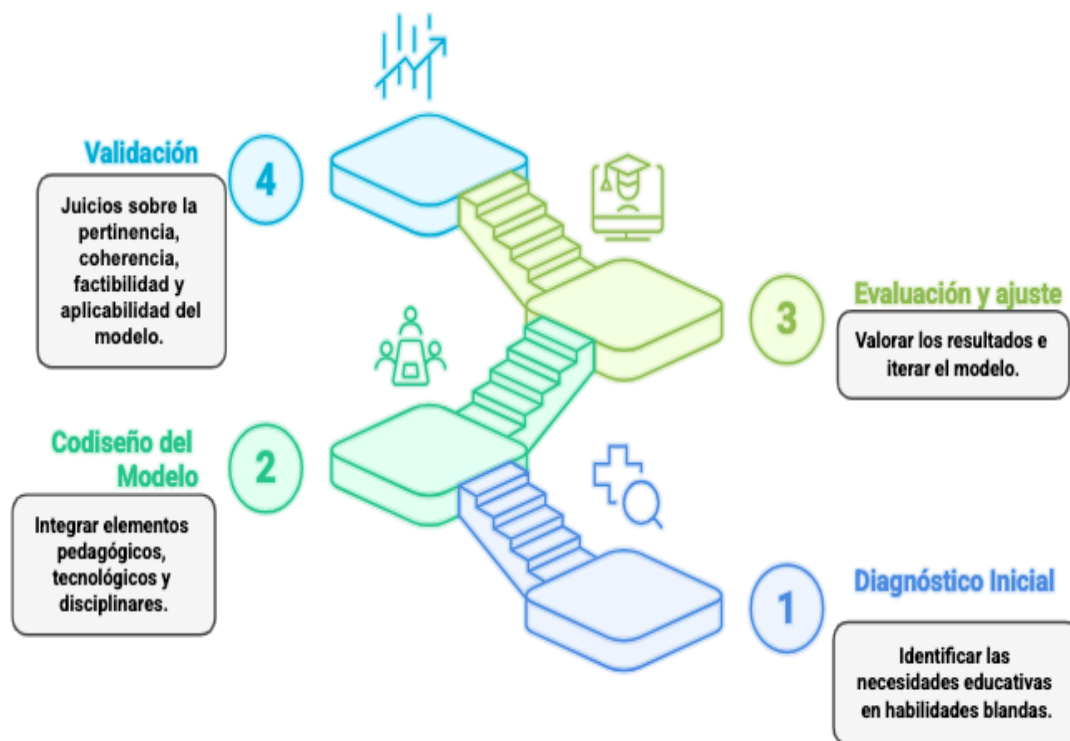 Validación
4
Juicios sobre la
pertinencia,
coherencia,
factibilidad y
aplicabilidad del
modelo.
3
Evaluación y ajuste
Valorar los resultados e
iterar el modelo.
Codiseño del
Modelo
2
Integrar elementos
pedagógicos,
tecnológicos y
disciplinares.
1
Diagnóstico Inicial
Identificar las
necesidades educativas
en habilidades blandas.